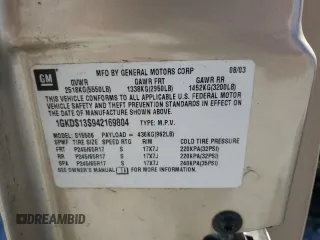 GM
MFD BY GENERAL MOTORS CORP 08/03
GVWR GAWR FRT GAWR RR
2518KG(5550LB) 1338KG(2950LB) 1452KG(3200LB)
THIS VEHICLE CONFORMS TO ALL APPLICABLE U.S. FEDERAL MOTOR
VEHICLE SAFETY AND THEFT PREVENTION STANDARDS IN EFFECT ON
THE DATE OF MANUFACTURE SHOWN ABOVE.
1GKDS13S942169804 TYPE: M.P.V.
MODEL: S15506 PAYLOAD = 436KG(962LB)
SPWF TIRE SIZE SPEED RTG RIM COLD TIRE PRESSURE
FRT P245/65R17 S 17X7J 220KPA(32PSI)
RR P245/65R17 S 17X7J 220KPA(32PSI)
SPA P245/65R17 S 17X7J 240KPA(35PSI)
SEE OWNER'S MANUAL FOR ADDITIONAL INFORMATION.
autobidmaster